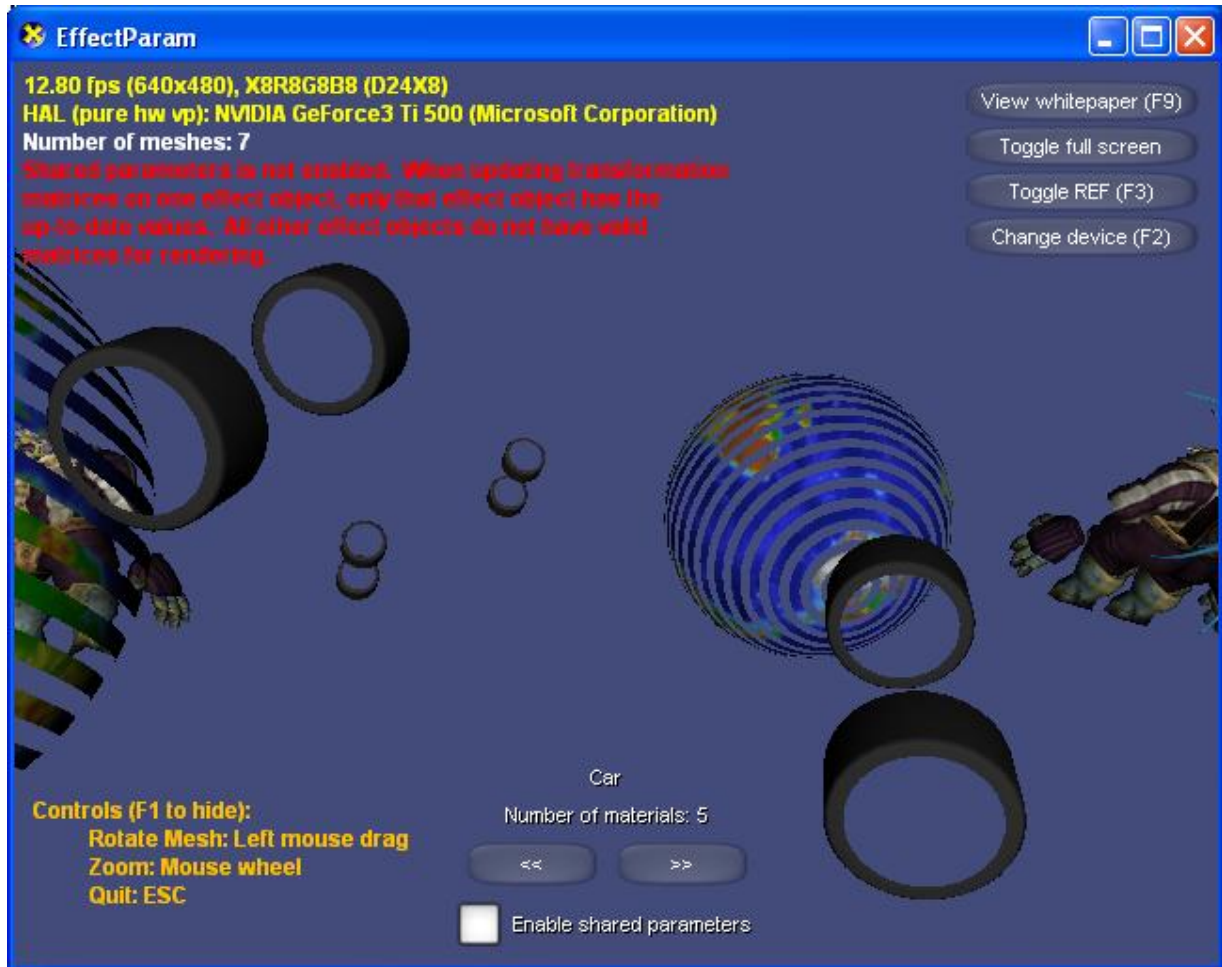 EffectParam
12.80 fps (640x480), X8R8G8B8 (D24X8)
HAL (pure hw vp): NVIDIA GeForce3 Ti 500 (Microsoft Corporation)
Number of meshes: 7
Shared parameters is not enabled. When updating transformation
matrices on one effect object, only that effect object has the
up-to-date values. All other effect objects do not have valid
matrices for rendering.
View whitepaper (F9)
Toggle full screen
Toggle REF (F3)
Change device (F2)
Car
Number of materials: 5
<<
>>
Enable shared parameters
Controls (F1 to hide):
Rotate Mesh: Left mouse drag
Zoom: Mouse wheel
Quit: ESC